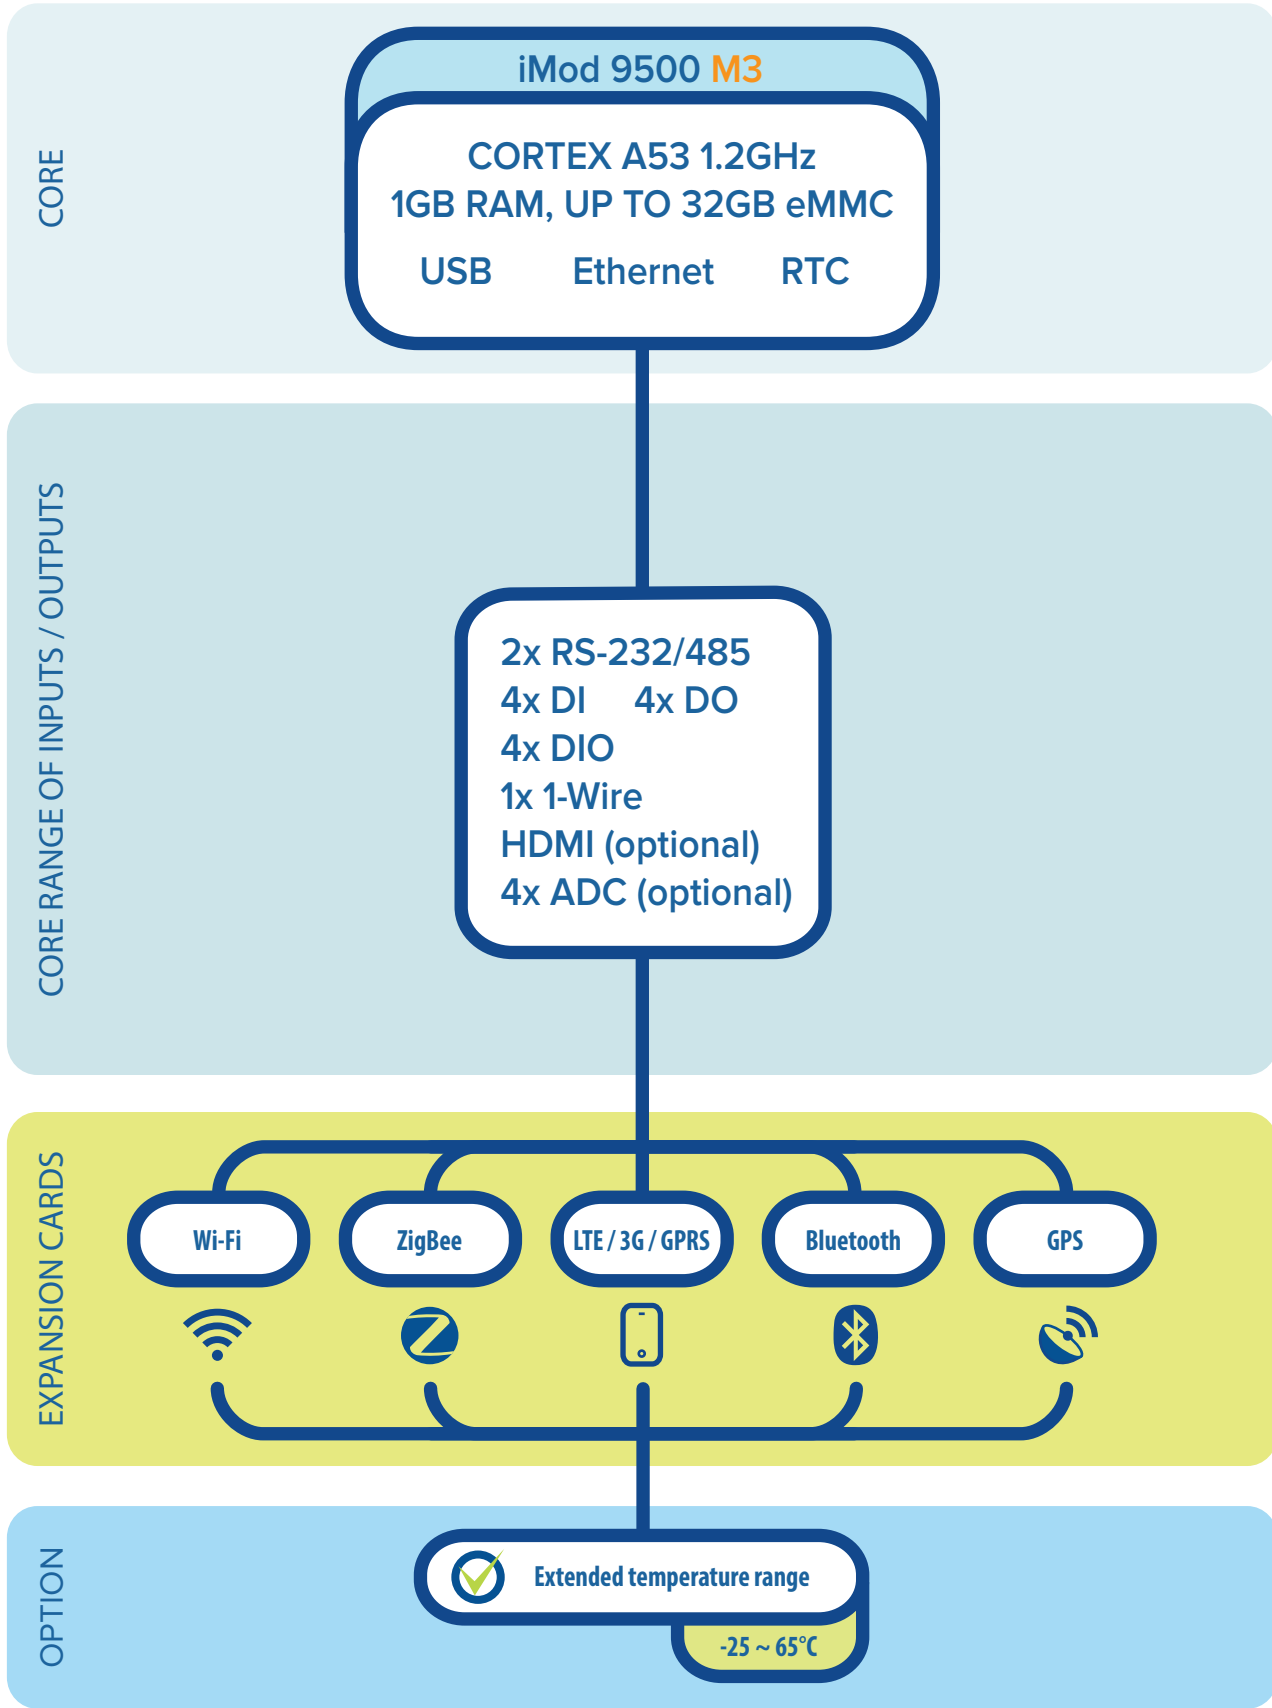 CORE
iMod 9500 M3
CORTEX A53 1.2GHz
1GB RAM, UP TO 32GB eMMC
USB Ethernet RTC
CORE RANGE OF INPUTS / OUTPUTS
2x RS-232/485
4x DI 4x DO
4x DIO
1x 1-Wire
HDMI (optional)
4x ADC (optional)
EXPANSION CARDS
Wi-Fi ZigBee LTE / 3G / GPRS Bluetooth GPS
OPTION
Extended temperature range
-25 ~ 65°C